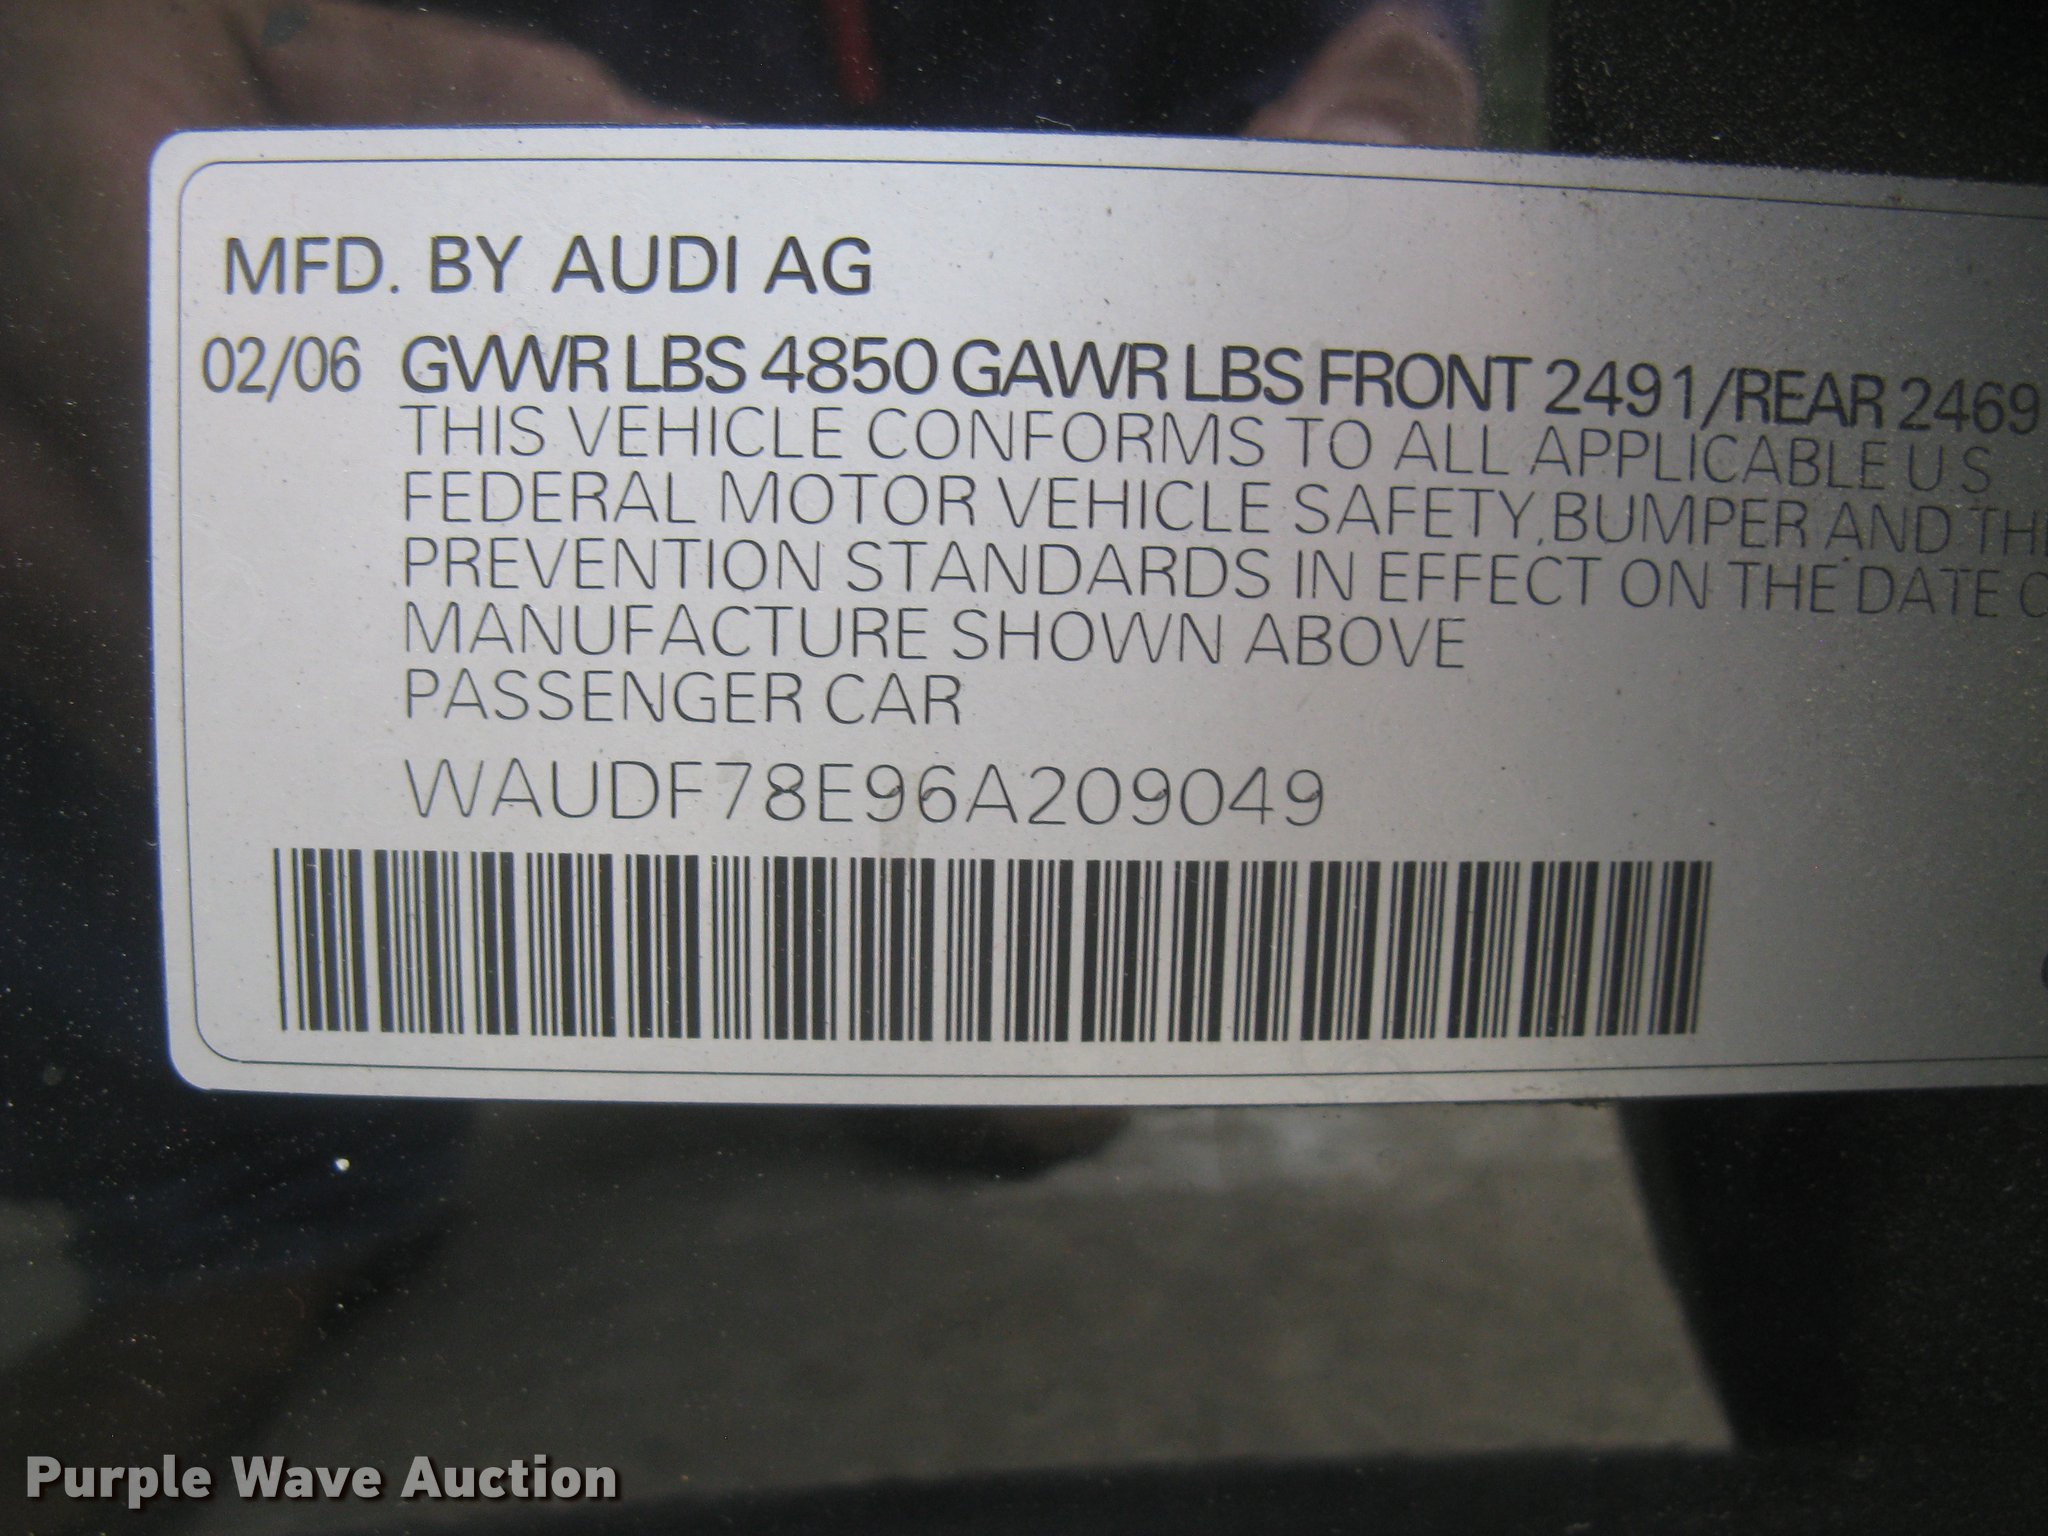 MFD. BY AUDI AG
02/06 GVWR LBS 4850 GAWR LBS FRONT 2491/REAR 2469
THIS VEHICLE CONFORMS TO ALL APPLICABLE US
FEDERAL MOTOR VEHICLE SAFETY, BUMPER AND
PREVENTION STANDARDS IN EFFECT ON THE DATE
MANUFACTURE SHOWN ABOVE
PASSENGER CAR
WAUDF78E96A209049
Purple Wave Auction